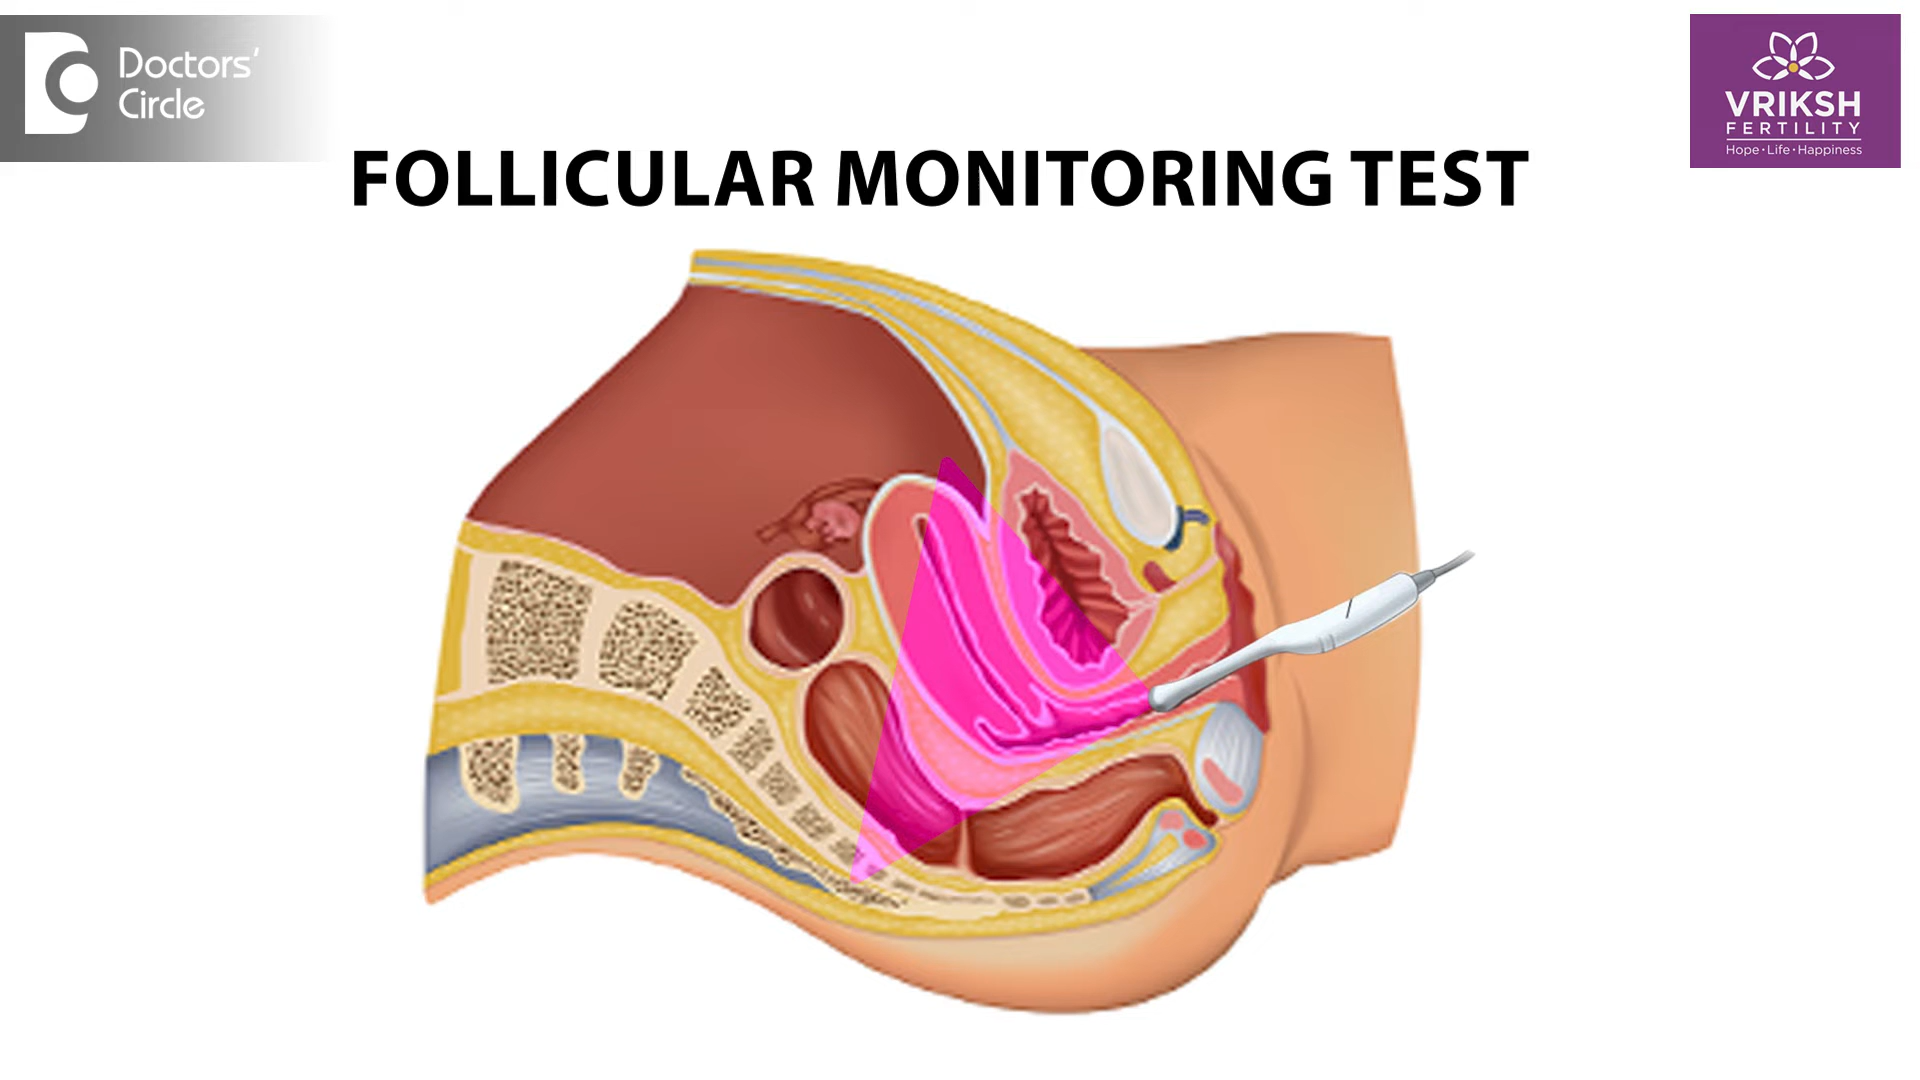 Doctors'
Circle
VRIKSH
FERTILITY
Hope · Life · Happiness
FOLLICULAR MONITORING TEST